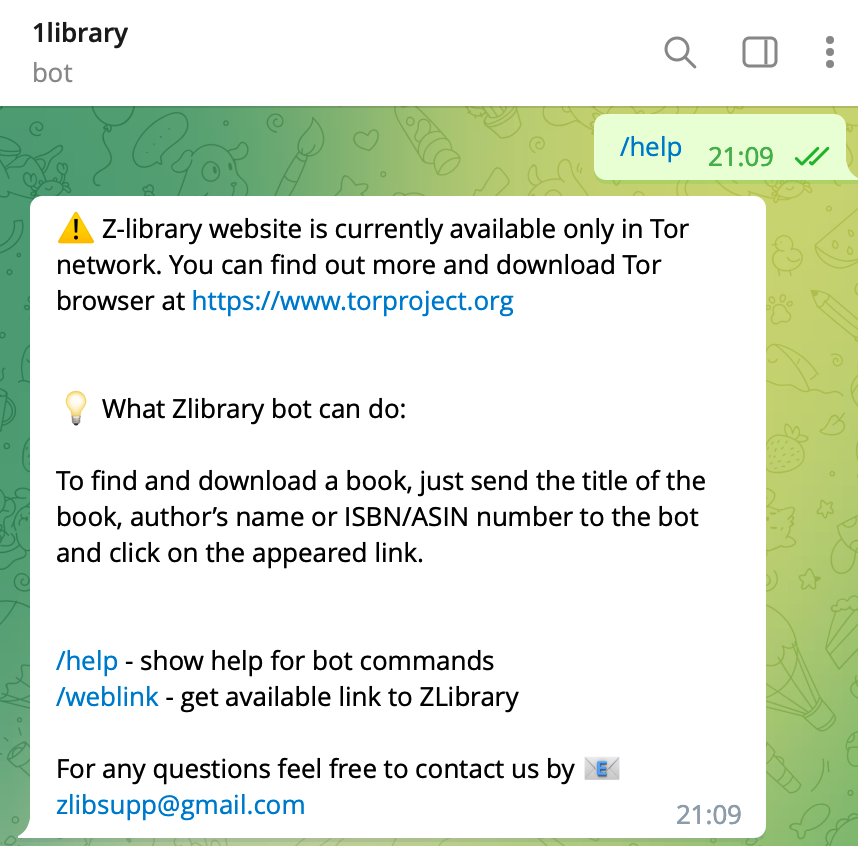 1library
bot
/help 21:09
⚠️ Z-library website is currently available only in Tor
network. You can find out more and download Tor
browser at https://www.torproject.org
💡 What Zlibrary bot can do:
To find and download a book, just send the title of the
book, author’s name or ISBN/ASIN number to the bot
and click on the appeared link.
/help - show help for bot commands
/weblink - get available link to ZLibrary
For any questions feel free to contact us by 📧
zlibsupp@gmail.com
21:09